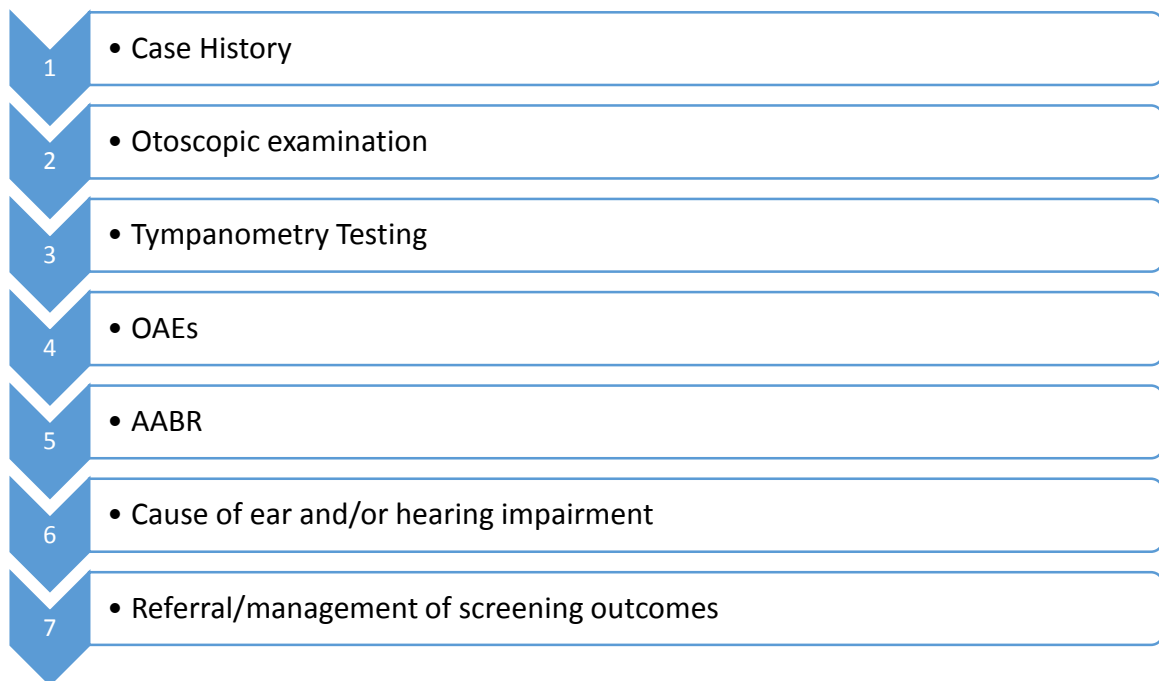 1
• Case History
2
• Otoscopic examination
3
• Tympanometry Testing
4
• OAEs
5
• AABR
6
• Cause of ear and/or hearing impairment
7
• Referral/management of screening outcomes